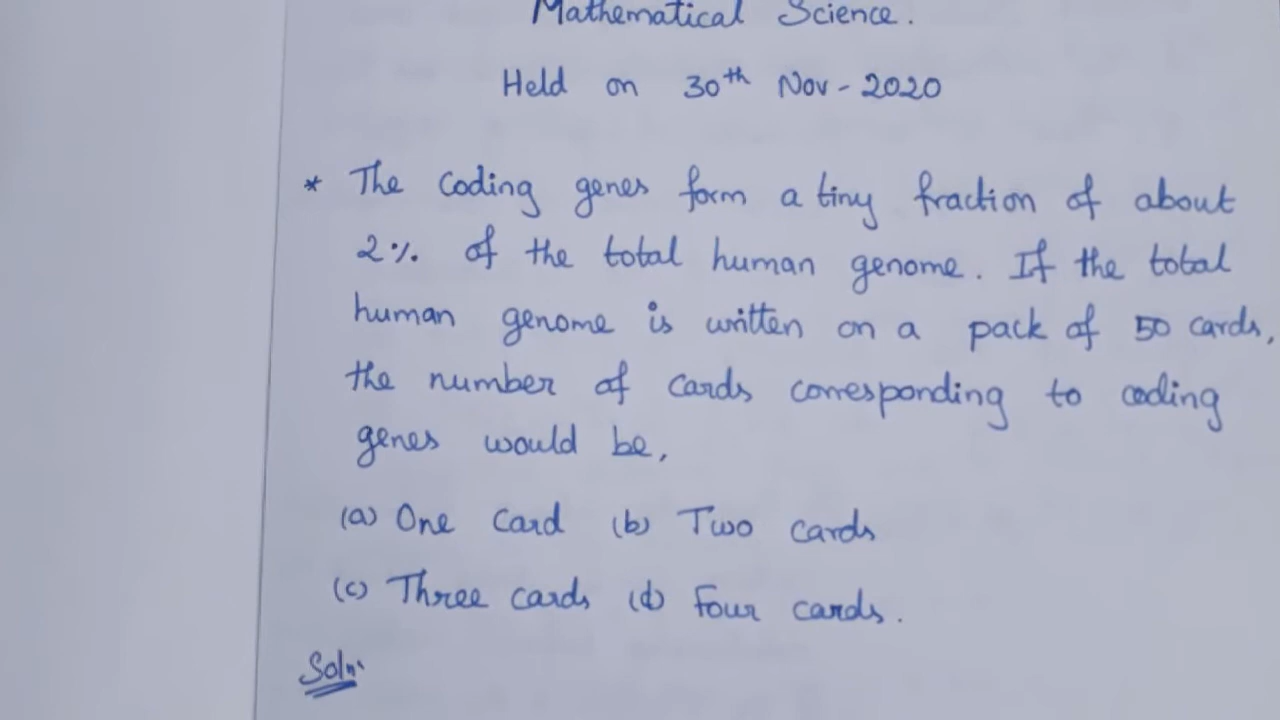 Mathematical Science.
Held on 30th Nov - 2020
* The coding genes form a tiny fraction of about
2% of the total human genome. If the total
human genome is written on a pack of 50 cards,
the number of cards corresponding to coding
genes would be,
(a) One card (b) Two cards
(c) Three cards (d) Four cards.
Soln: